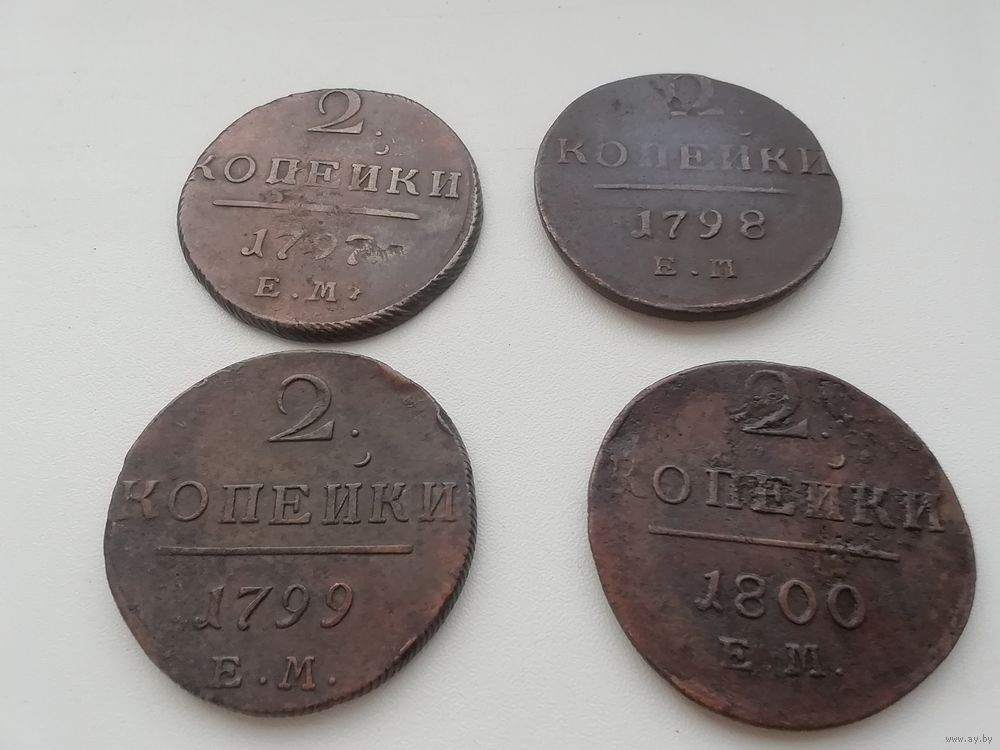 2.
КОПЕЙКИ
1797
Е.М.
2.
КОПЕЙКИ
1798
Е.М
2.
КОПЕЙКИ
1799
Е.М.
2.
КОПЕЙКИ
1800
Е.М.
www.ay.by